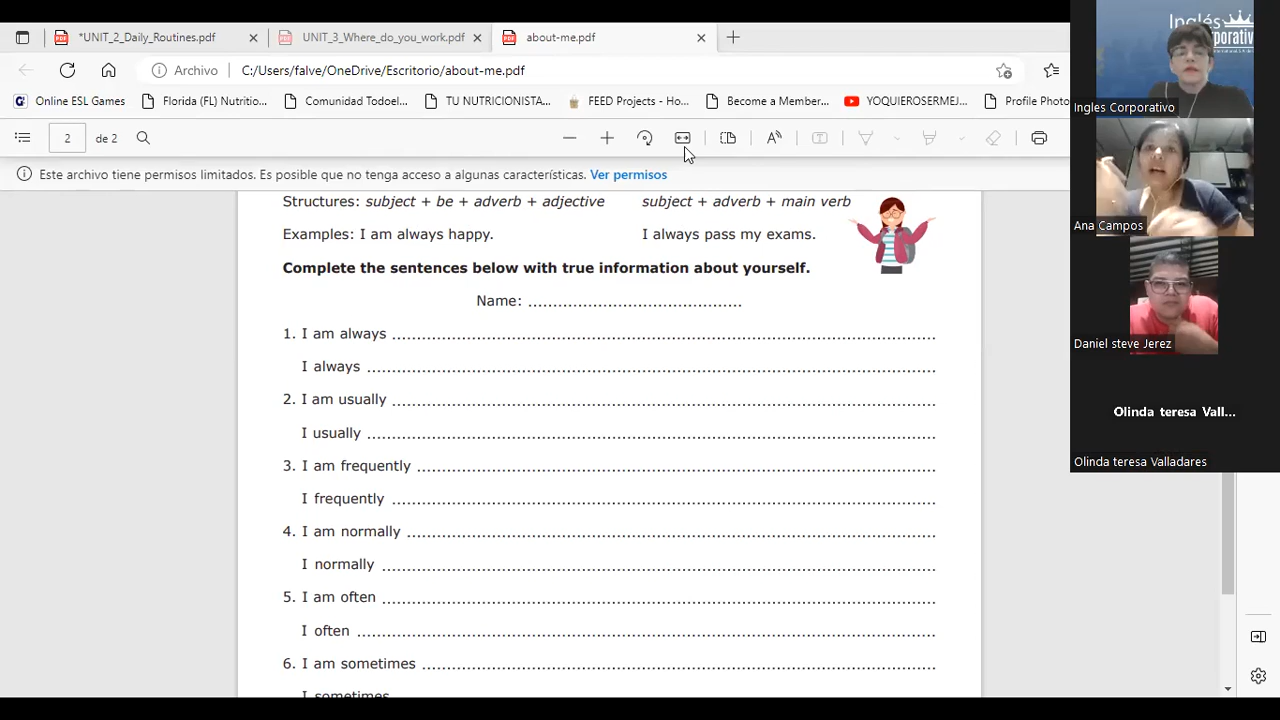 *UNIT_2_Daily_Routines.pdf
UNIT_3_Where_do_you_work.pdf
about-me.pdf
Archivo
C:/Users/falve/OneDrive/Escritorio/about-me.pdf
Online ESL Games
Florida (FL) Nutritio...
Comunidad Todoel...
TU NUTRICIONISTA...
FEED Projects - Ho...
Become a Member...
YOQUIEROSERMEJ...
Profile Photo
2 de 2
Este archivo tiene permisos limitados. Es posible que no tenga acceso a algunas características. Ver permisos
Structures: subject + be + adverb + adjective subject + adverb + main verb
Examples: I am always happy. I always pass my exams.
Complete the sentences below with true information about yourself.
Name: ..........................................
1. I am always ..........................................
I always ..........................................
2. I am usually ..........................................
I usually ..........................................
3. I am frequently ..........................................
I frequently ..........................................
4. I am normally ..........................................
I normally ..........................................
5. I am often ..........................................
I often ..........................................
6. I am sometimes ..........................................
I sometimes
Inglés
Ingles Corporativo
Ana Campos
Daniel steve Jerez
Olinda teresa Vall...
Olinda teresa Valladares